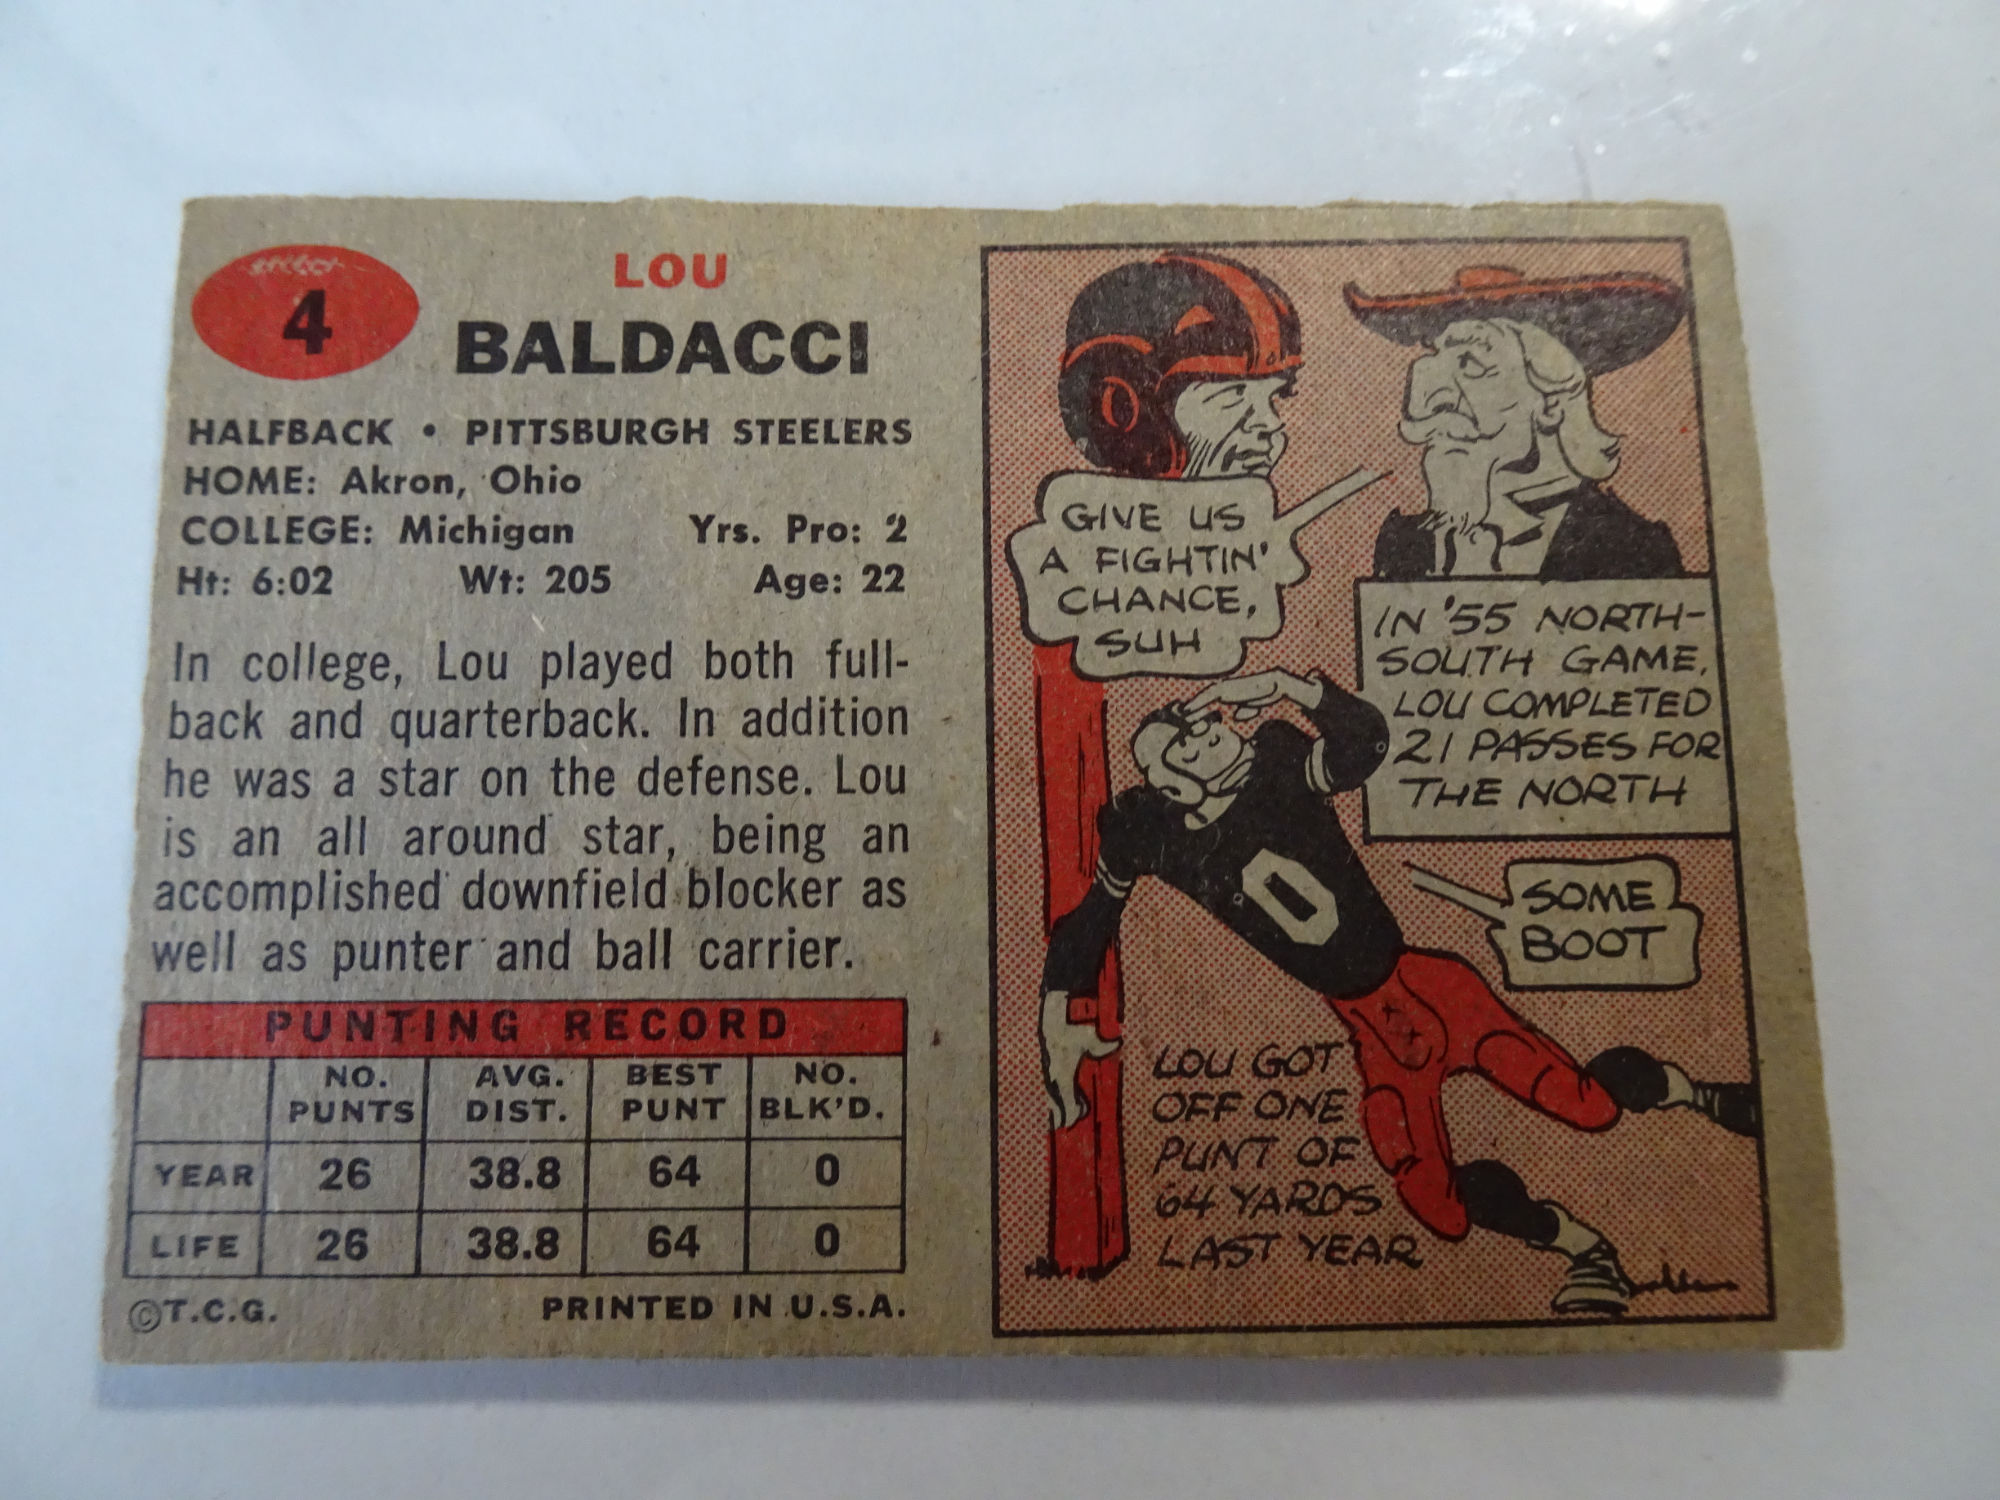 4
LOU
BALDACCI
HALFBACK • PITTSBURGH STEELERS
HOME: Akron, Ohio
COLLEGE: Michigan Yrs. Pro: 2
Ht: 6:02 Wt: 205 Age: 22
In college, Lou played both full-
back and quarterback. In addition
he was a star on the defense. Lou
is an all around star, being an
accomplished downfield blocker as
well as punter and ball carrier.
PUNTING RECORD
NO. AVG. BEST NO.
PUNTS DIST. PUNT BLK'D.
YEAR 26 38.8 64 0
LIFE 26 38.8 64 0
©T.C.G. PRINTED IN U.S.A.
GIVE US
A FIGHTIN'
CHANCE,
SUH
IN '55 NORTH-
SOUTH GAME,
LOU COMPLETED
21 PASSES FOR
THE NORTH
0
SOME
BOOT
LOU GOT
OFF ONE
PUNT OF
64 YARDS
LAST YEAR